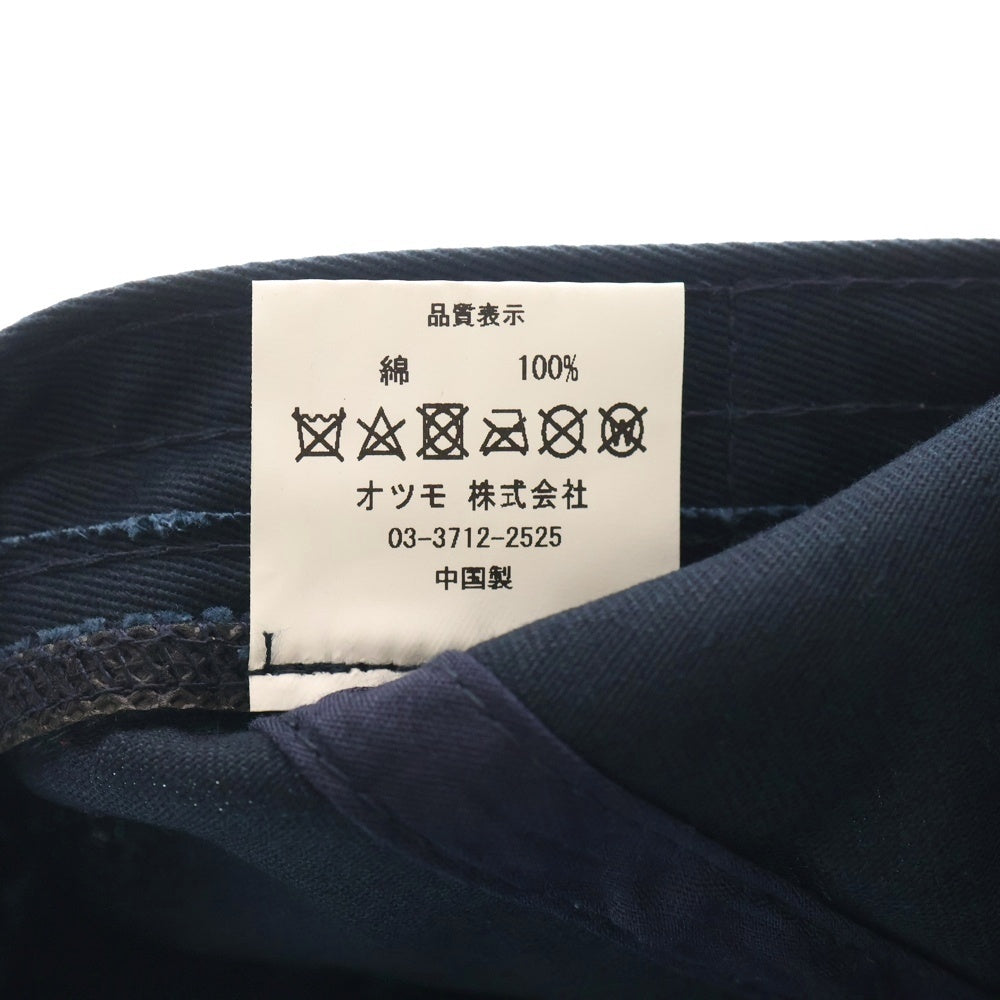 品質表示
綿 100%
W
オツモ 株式会社
03-3712-2525
中国製